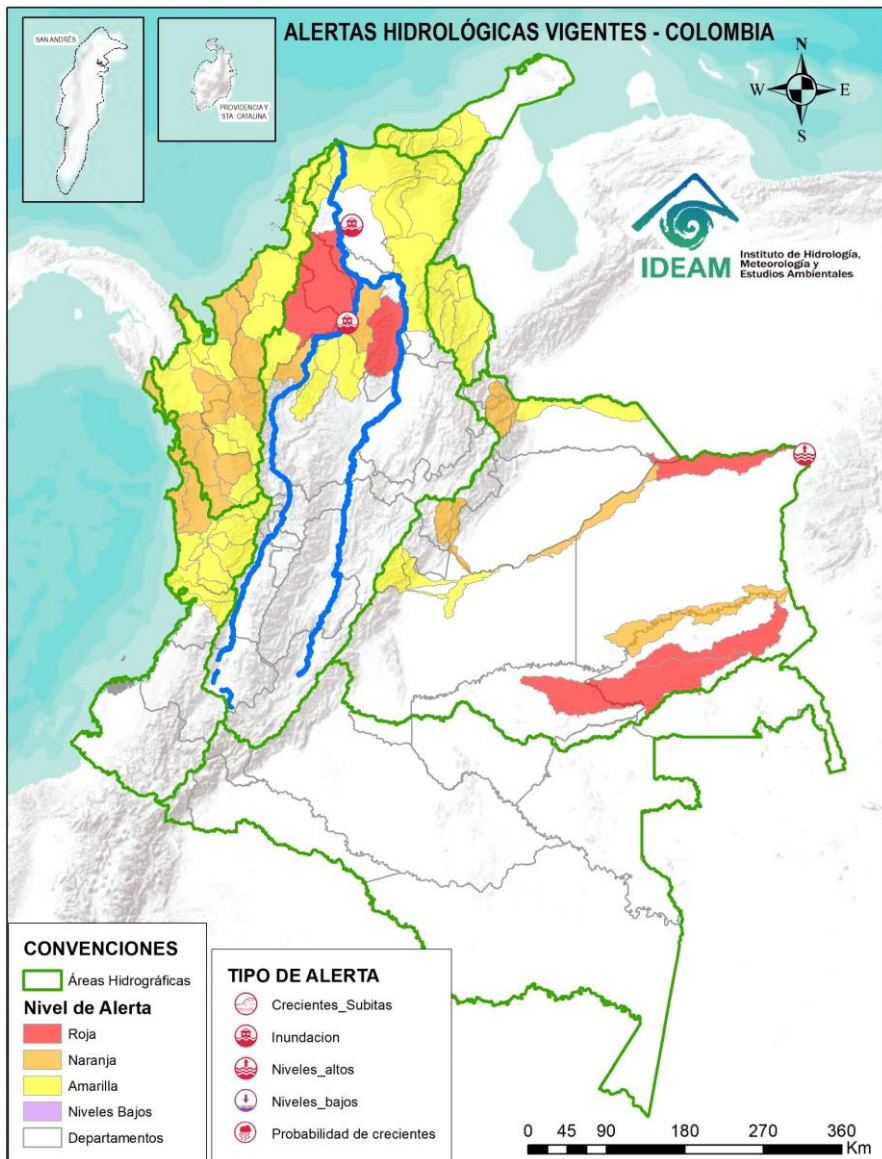 ALERTAS HIDROLÓGICAS VIGENTES - COLOMBIA
SAN ANDRÉS
PROVIDENCIA Y
STA. CATALINA
N
W
E
S
IDEAM
Instituto de Hidrología,
Meteorología y
Estudios Ambientales
CONVENCIONES
Áreas Hidrográficas
Nivel de Alerta
Roja
Naranja
Amarilla
Niveles Bajos
Departamentos
TIPO DE ALERTA
Crecientes_Subitas
Inundacion
Niveles_altos
Niveles_bajos
Probabilidad de crecientes
0 45 90 180 270 360
Km